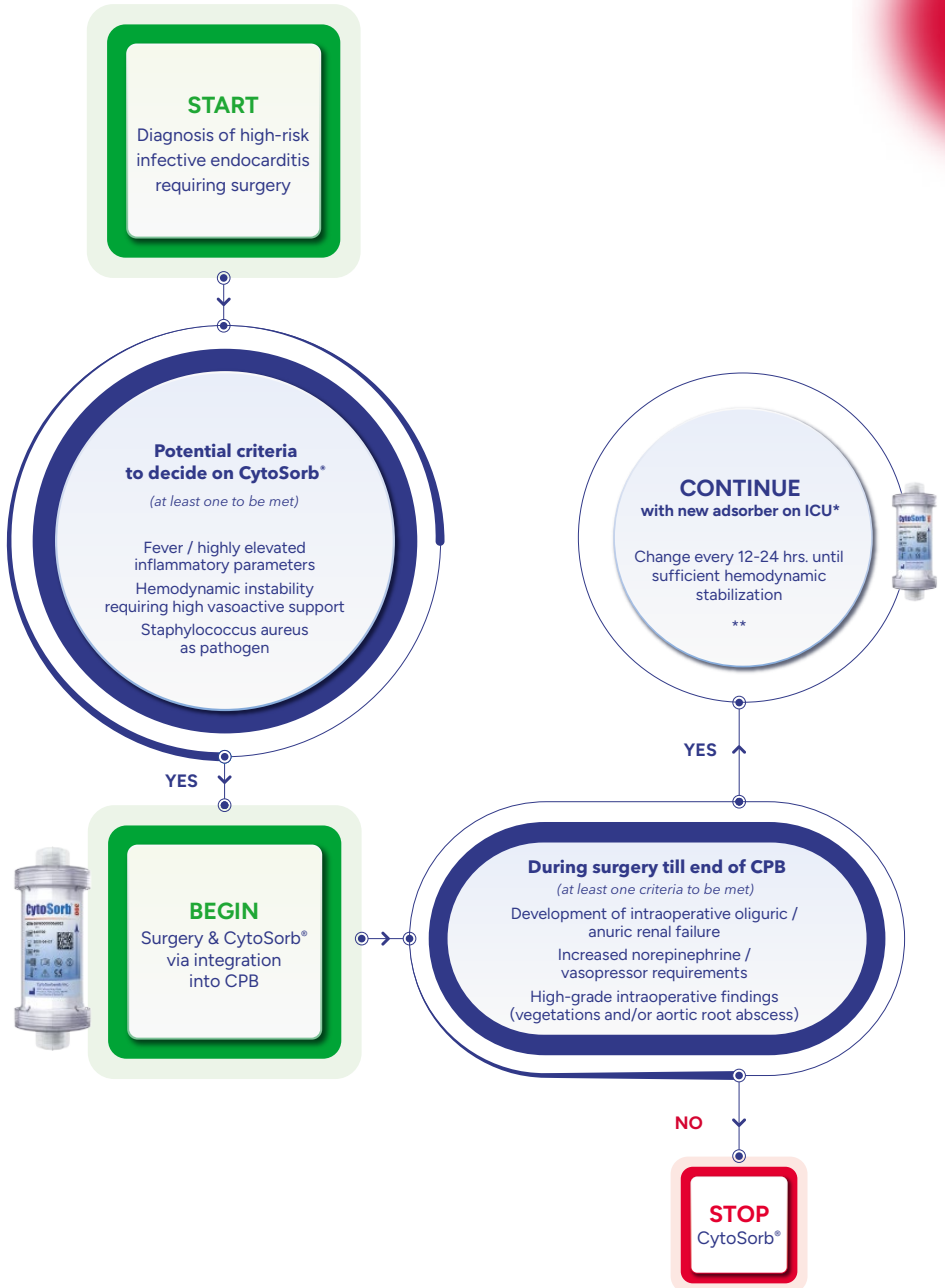 START
Diagnosis of high-risk
infective endocarditis
requiring surgery
Potential criteria
to decide on CytoSorb®
(at least one to be met)
Fever / highly elevated
inflammatory parameters
Hemodynamic instability
requiring high vasoactive support
Staphylococcus aureus
as pathogen
YES
BEGIN
Surgery & CytoSorb®
via integration
into CPB
CytoSorb
300
During surgery till end of CPB
(at least one criteria to be met)
Development of intraoperative oliguric /
anuric renal failure
Increased norepinephrine /
vasopressor requirements
High-grade intraoperative findings
(vegetations and/or aortic root abscess)
YES
CONTINUE
with new adsorber on ICU*
Change every 12-24 hrs. until
sufficient hemodynamic
stabilization
**
CytoSorb
NO
STOP
CytoSorb®